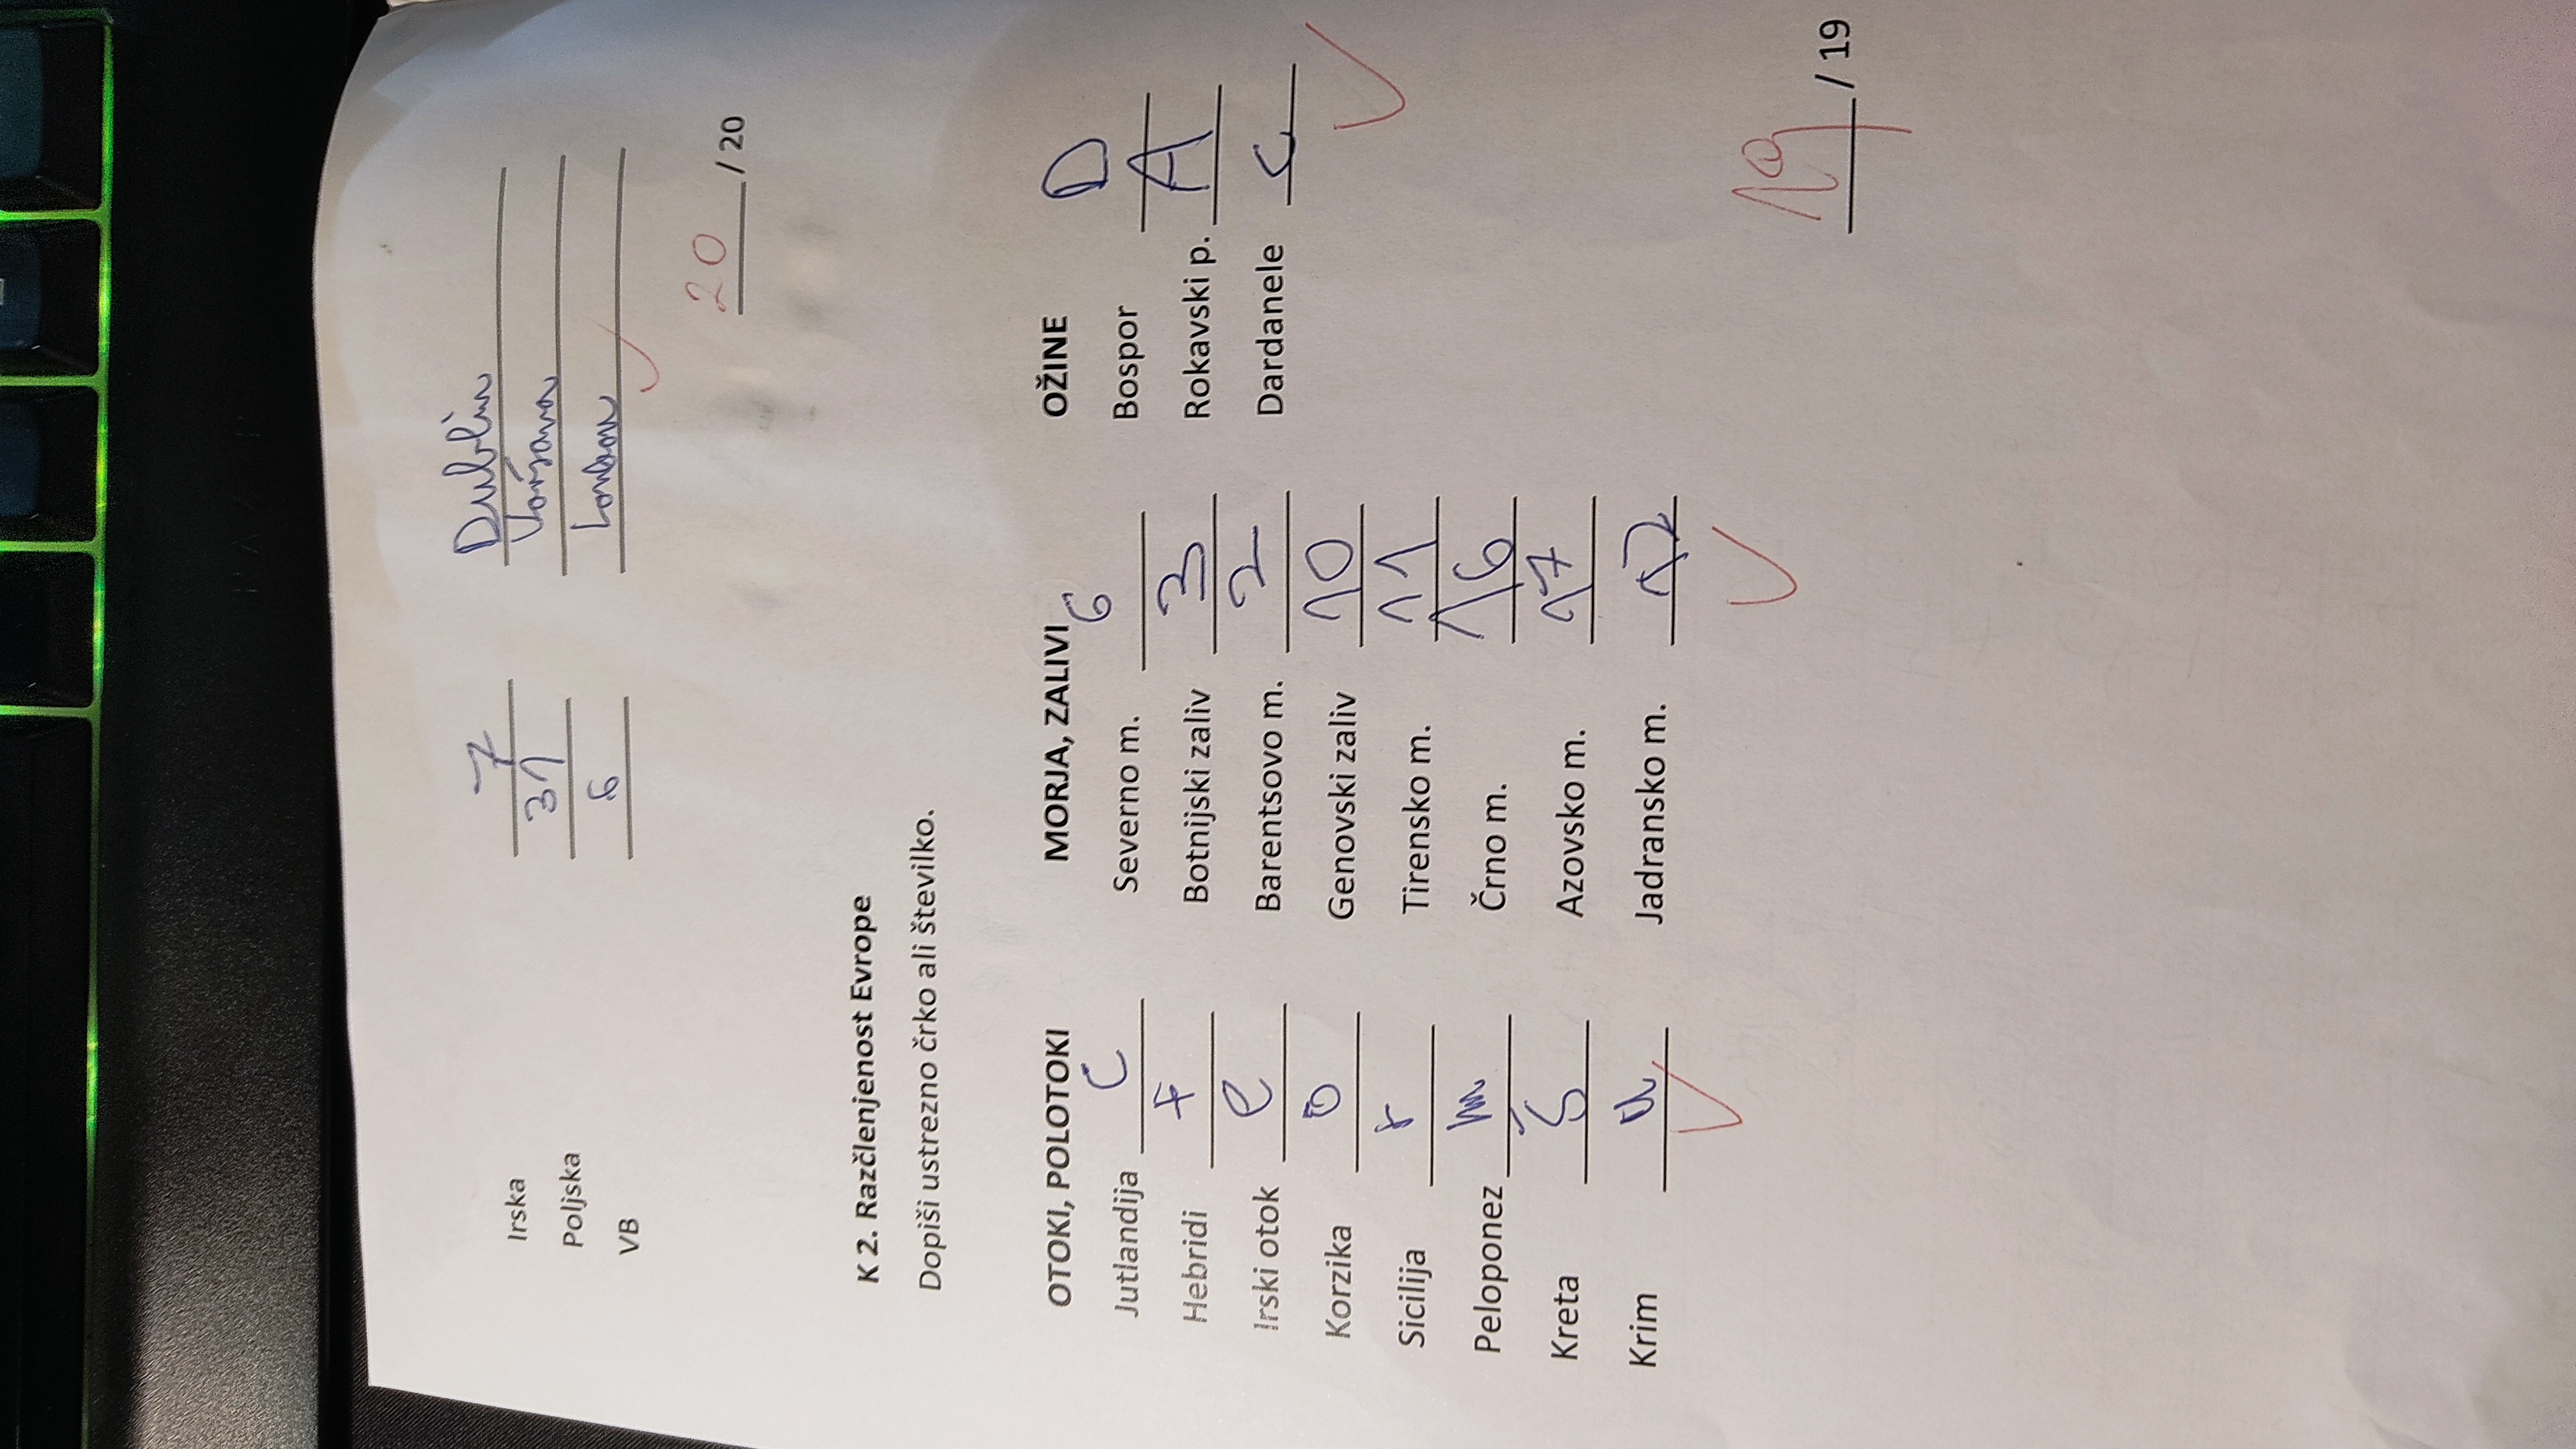 Irska 7 Dublin
Poljska 31 Varšava
VB 6 London
20 / 20
K 2. Razčlenjenost Evrope
Dopiši ustrezno črko ali številko.
OTOKI, POLOTOKI MORJA, ZALIVI OŽINE
Jutlandija C Severno m. 6 Bospor D
Hebridi f Botnijski zaliv 3 Rokavski p. A
Irski otok e Barentsovo m. 2 Dardanele C
Korzika o Genovski zaliv 10
Sicilija r Tirensko m. 11
Peloponez m Črno m. 16
Kreta Š Azovsko m. 17
Krim u Jadransko m. 12
19 / 19